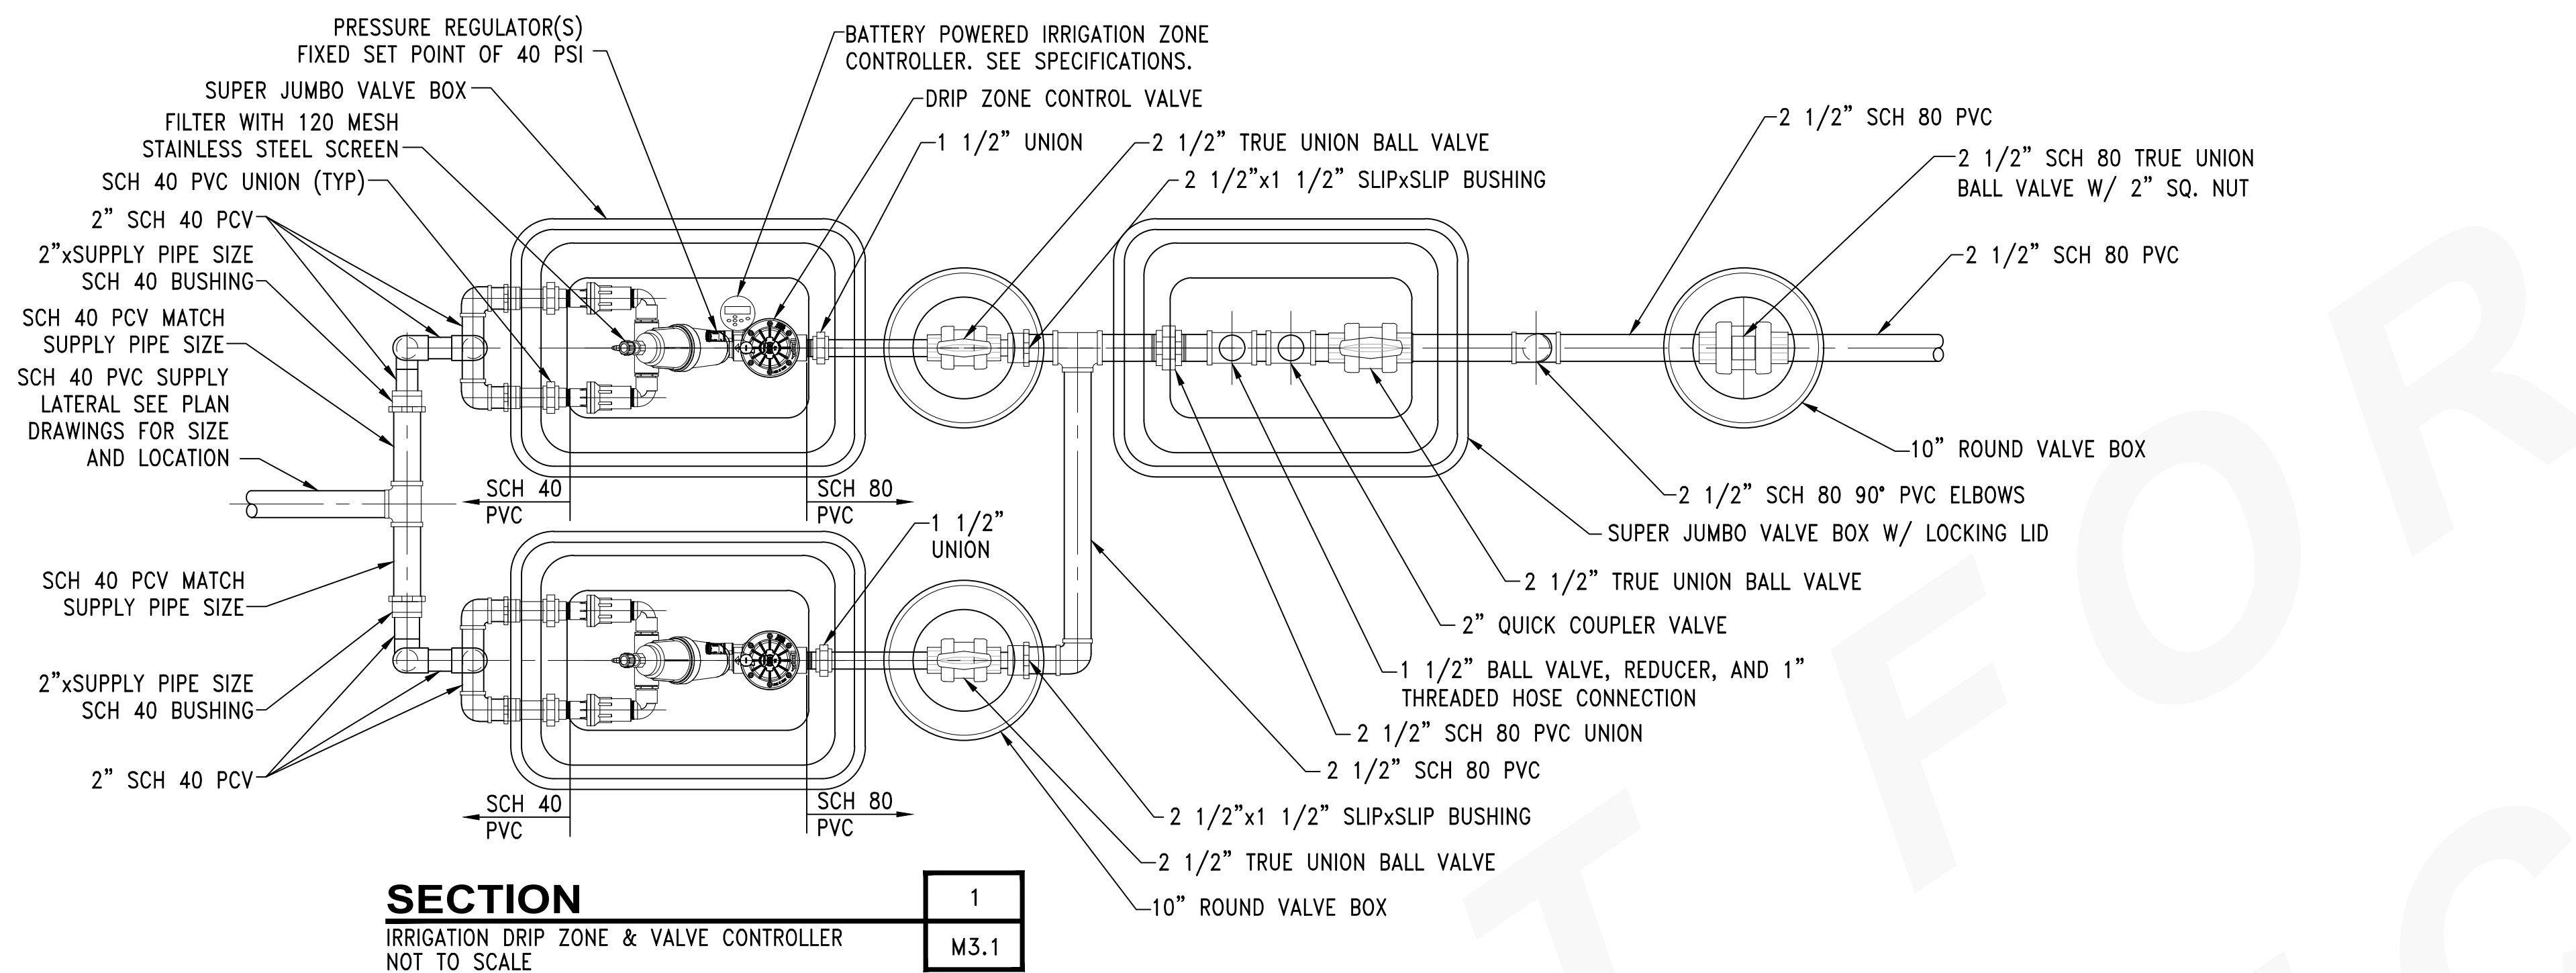 PRESSURE REGULATOR(S)
FIXED SET POINT OF 40 PSI
SUPER JUMBO VALVE BOX
FILTER WITH 120 MESH
STAINLESS STEEL SCREEN
SCH 40 PVC UNION (TYP)
2" SCH 40 PCV
2"xSUPPLY PIPE SIZE
SCH 40 BUSHING
SCH 40 PCV MATCH
SUPPLY PIPE SIZE
SCH 40 PVC SUPPLY
LATERAL SEE PLAN
DRAWINGS FOR SIZE
AND LOCATION
SCH 40 PCV MATCH
SUPPLY PIPE SIZE
2"xSUPPLY PIPE SIZE
SCH 40 BUSHING
2" SCH 40 PCV
BATTERY POWERED IRRIGATION ZONE
CONTROLLER. SEE SPECIFICATIONS.
DRIP ZONE CONTROL VALVE
1 1/2" UNION
2 1/2" TRUE UNION BALL VALVE
2 1/2"x1 1/2" SLIPxSLIP BUSHING
2 1/2" SCH 80 PVC
2 1/2" SCH 80 TRUE UNION
BALL VALVE W/ 2" SQ. NUT
2 1/2" SCH 80 PVC
10" ROUND VALVE BOX
2 1/2" SCH 80 90° PVC ELBOWS
SUPER JUMBO VALVE BOX W/ LOCKING LID
2 1/2" TRUE UNION BALL VALVE
2" QUICK COUPLER VALVE
1 1/2" BALL VALVE, REDUCER, AND 1"
THREADED HOSE CONNECTION
2 1/2" SCH 80 PVC UNION
2 1/2" SCH 80 PVC
2 1/2"x1 1/2" SLIPxSLIP BUSHING
2 1/2" TRUE UNION BALL VALVE
10" ROUND VALVE BOX
SCH 40
PVC
SCH 80
PVC
1 1/2"
UNION
SCH 40
PVC
SCH 80
PVC
SECTION
1
IRRIGATION DRIP ZONE & VALVE CONTROLLER
NOT TO SCALE
M3.1
T FOR
C